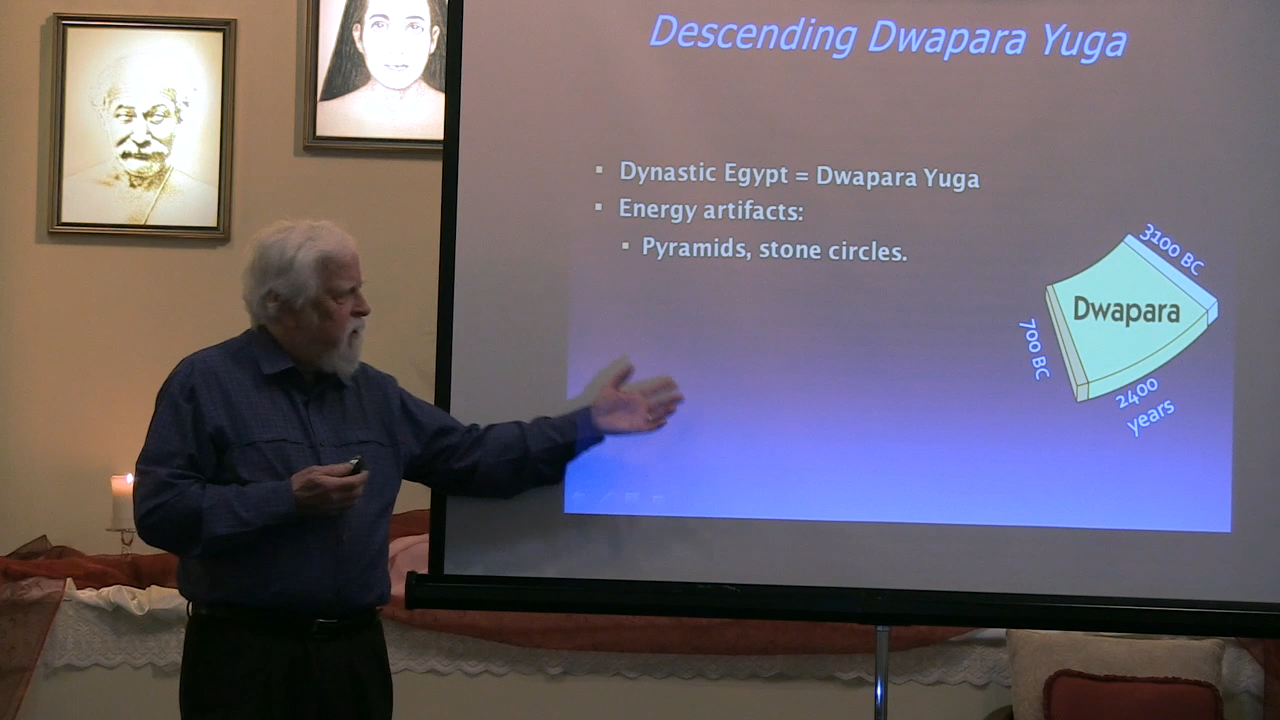 Descending Dwapara Yuga
▪ Dynastic Egypt = Dwapara Yuga
▪ Energy artifacts:
▪ Pyramids, stone circles.
3100 BC
Dwapara
700 BC
2400
years